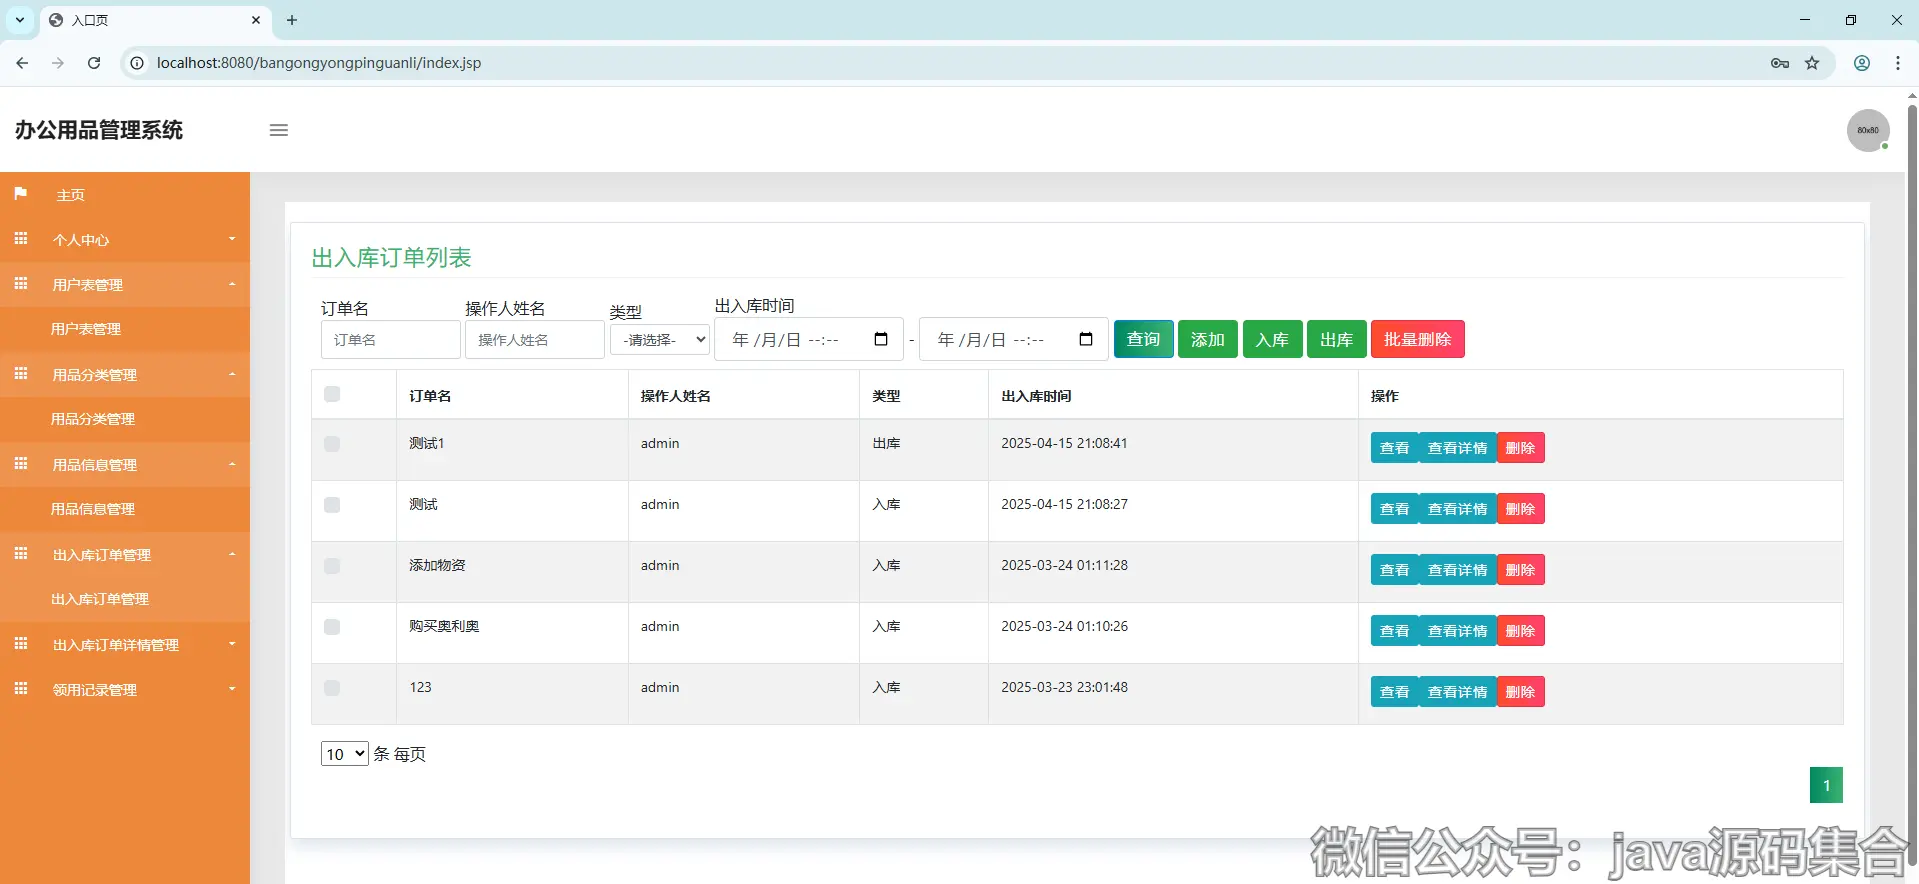 入口页
localhost:8080/bangongyongpinguanli/index.jsp
办公用品管理系统
80x80
主页
个人中心
用户表管理
用户表管理
用品分类管理
用品分类管理
用品信息管理
用品信息管理
出入库订单管理
出入库订单管理
出入库订单详情管理
领用记录管理
出入库订单列表
订单名 操作人姓名 类型 出入库时间
订单名 操作人姓名 -请选择- 年 /月/日 --:-- - 年 /月/日 --:-- 查询 添加 入库 出库 批量删除
订单名 操作人姓名 类型 出入库时间 操作
测试1 admin 出库 2025-04-15 21:08:41 查看 查看详情 删除
测试 admin 入库 2025-04-15 21:08:27 查看 查看详情 删除
添加物资 admin 入库 2025-03-24 01:11:28 查看 查看详情 删除
购买奥利奥 admin 入库 2025-03-24 01:10:26 查看 查看详情 删除
123 admin 入库 2025-03-23 23:01:48 查看 查看详情 删除
10 条 每页
1
微信公众号：java源码集合